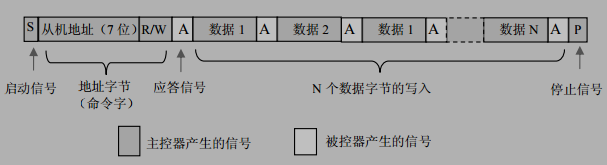 S 从机地址（7 位） R/W A 数据 1 A 数据 2 A 数据 1 A 数据 N A P
启动信号 地址字节 应答信号 N 个数据字节的写入 停止信号
（命令字）
主控器产生的信号 被控器产生的信号